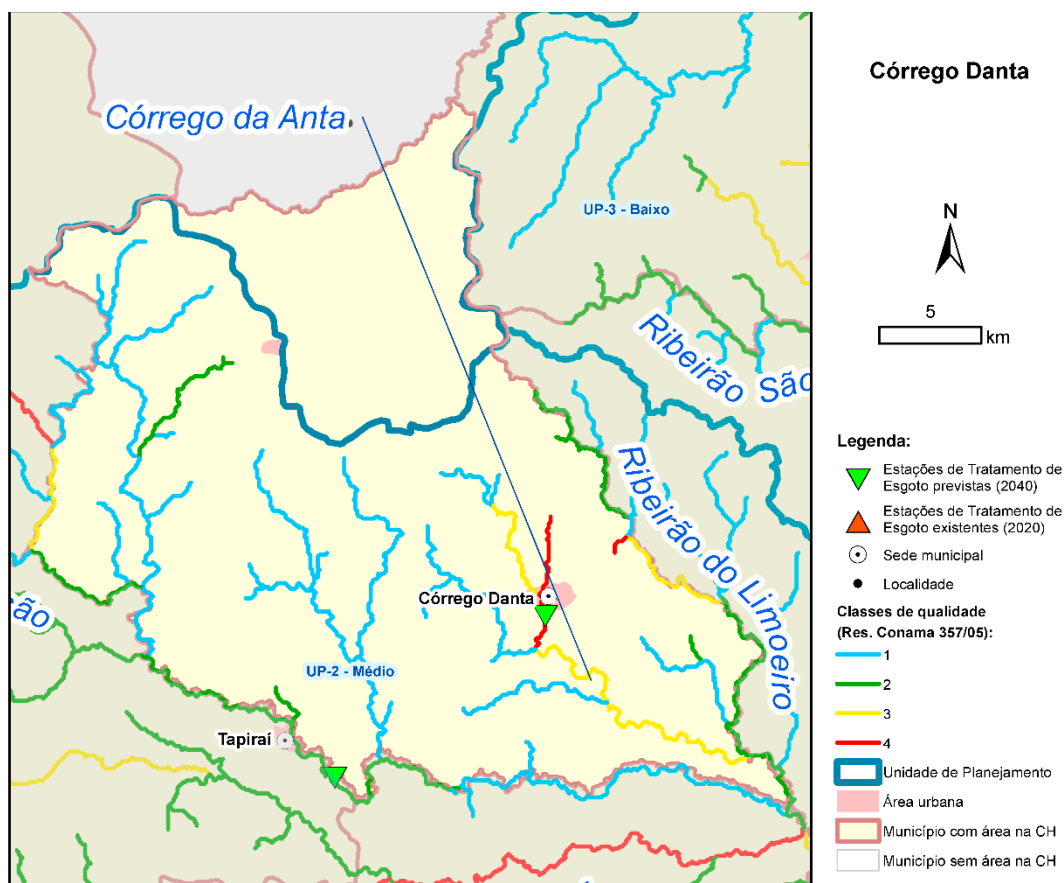 Córrego Danta
Córrego da Anta
UP-3 - Baixo
N
5
km
Ribeirão São
Ribeirão do Limoeiro
Córrego Danta
ão
UP-2 - Médio
Tapiraí
Legenda:
Estações de Tratamento de
Esgoto previstas (2040)
Estações de Tratamento de
Esgoto existentes (2020)
Sede municipal
Localidade
Classes de qualidade
(Res. Conama 357/05):
1
2
3
4
Unidade de Planejamento
Área urbana
Município com área na CH
Município sem área na CH